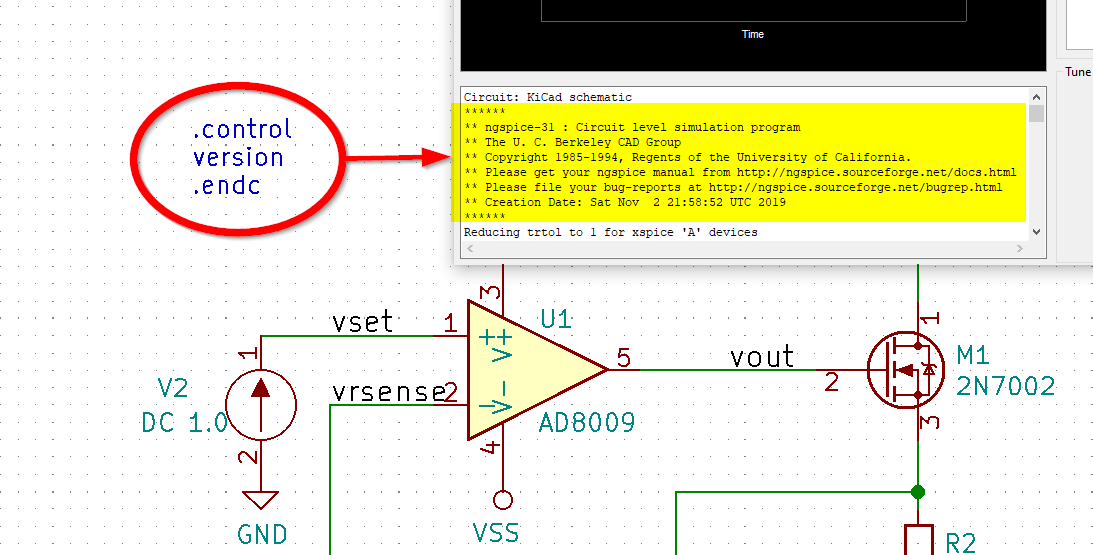 Time
Tune
.control
version
.endc
Circuit: KiCad schematic
******
** ngspice-31 : Circuit level simulation program
** The U. C. Berkeley CAD Group
** Copyright 1985-1994, Regents of the University of California.
** Please get your ngspice manual from http://ngspice.sourceforge.net/docs.html
** Please file your bug-reports at http://ngspice.sourceforge.net/bugrep.html
** Creation Date: Sat Nov  2 21:58:52 UTC 2019
******
Reducing trtol to 1 for xspice 'A' devices
3
U1
vset
1
V+
+
1
V2
DC 1.0
2
GND
vrsense
2
-
V-
AD8009
4
VSS
5
vout
2
1
M1
2N7002
3
R2